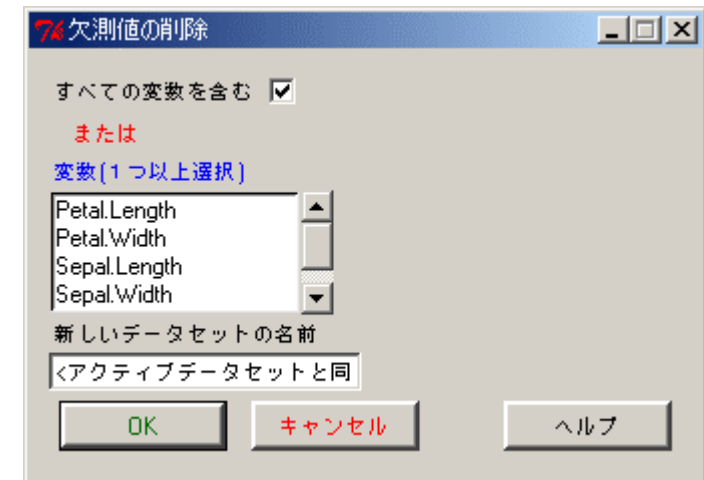 欠測値の削除
すべての変数を含む
または
変数(1つ以上選択)
Petal.Length
Petal.Width
Sepal.Length
Sepal.Width
新しいデータセットの名前
<アクティブデータセットと同
OK キャンセル ヘルプ